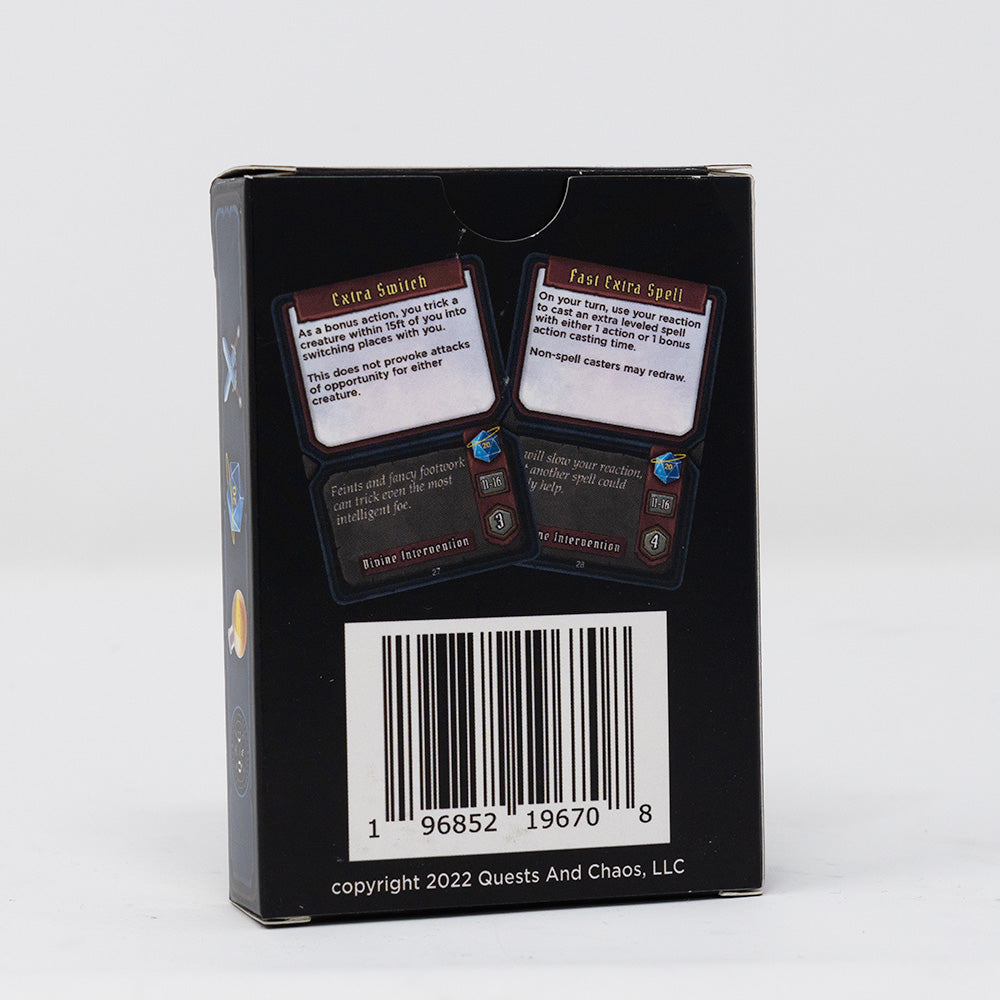 Extra Switch
As a bonus action, you trick a
creature within 15ft of you into
switching places with you.
This does not provoke attacks
of opportunity for either
creature.
20
Feints and fancy footwork
can trick even the most
intelligent foe.
11-16
3
Divine Intervention
27
Fast Extra Spell
On your turn, use your reaction
to cast an extra leveled spell
with either 1 action or 1 bonus
action casting time.
Non-spell casters may redraw.
20
will slow your reaction,
another spell could
help.
11-16
4
Intervention
28
1 96852 19670 8
copyright 2022 Quests And Chaos, LLC